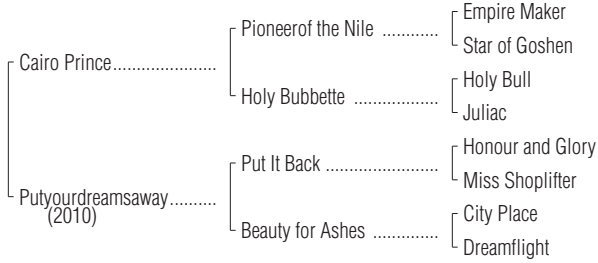 Empire Maker
Pioneerof the Nile ............
Star of Goshen
Cairo Prince......................
Holy Bull
Holy Bubbette ..................
Juliac
Honour and Glory
Put It Back ........................
Miss Shoplifter
Putyourdreamsaway..........
(2010)
City Place
Beauty for Ashes ..............
Dreamflight